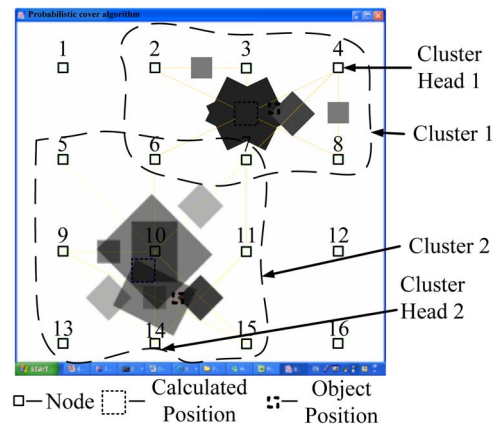 Probabilistic cover algorithm
1 2 3 4
Cluster
Head 1
Cluster 1
5 6 7 8
9 10 11 12
Cluster 2
Cluster
Head 2
13 14 15 16
start
Node
Calculated
Position
Object
Position